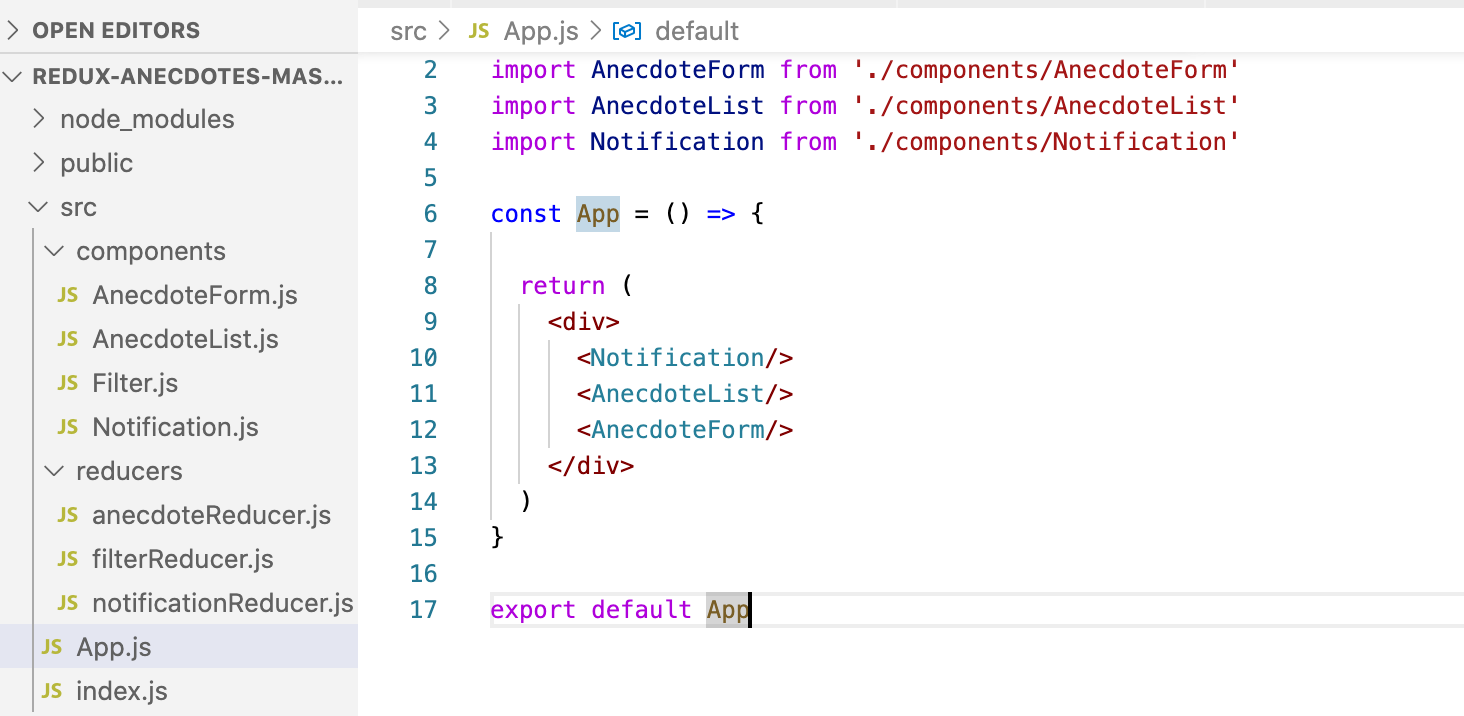 OPEN EDITORS
REDUX-ANECDOTES-MAS...
node_modules
public
src
components
JS AnecdoteForm.js
JS AnecdoteList.js
JS Filter.js
JS Notification.js
reducers
JS anecdoteReducer.js
JS filterReducer.js
JS notificationReducer.js
JS App.js
JS index.js
src > JS App.js > default
2 import AnecdoteForm from './components/AnecdoteForm'
3 import AnecdoteList from './components/AnecdoteList'
4 import Notification from './components/Notification'
5
6 const App = () => {
7
8 return (
9 <div>
10 <Notification/>
11 <AnecdoteList/>
12 <AnecdoteForm/>
13 </div>
14 )
15 }
16
17 export default App